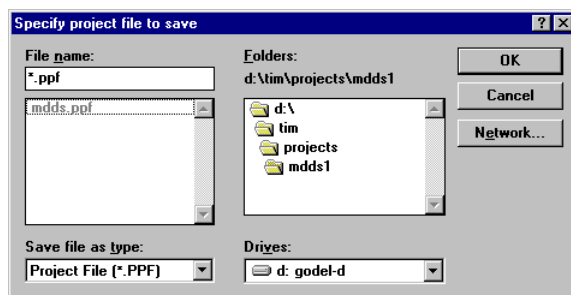 Specify project file to save
File name:
*.ppf
mdds.ppf
Save file as type:
Project File (*.PPF)
Folders:
d:\tim\projects\mdds1
d:\
tim
projects
mdds1
Drives:
d: godel-d
OK
Cancel
Network...